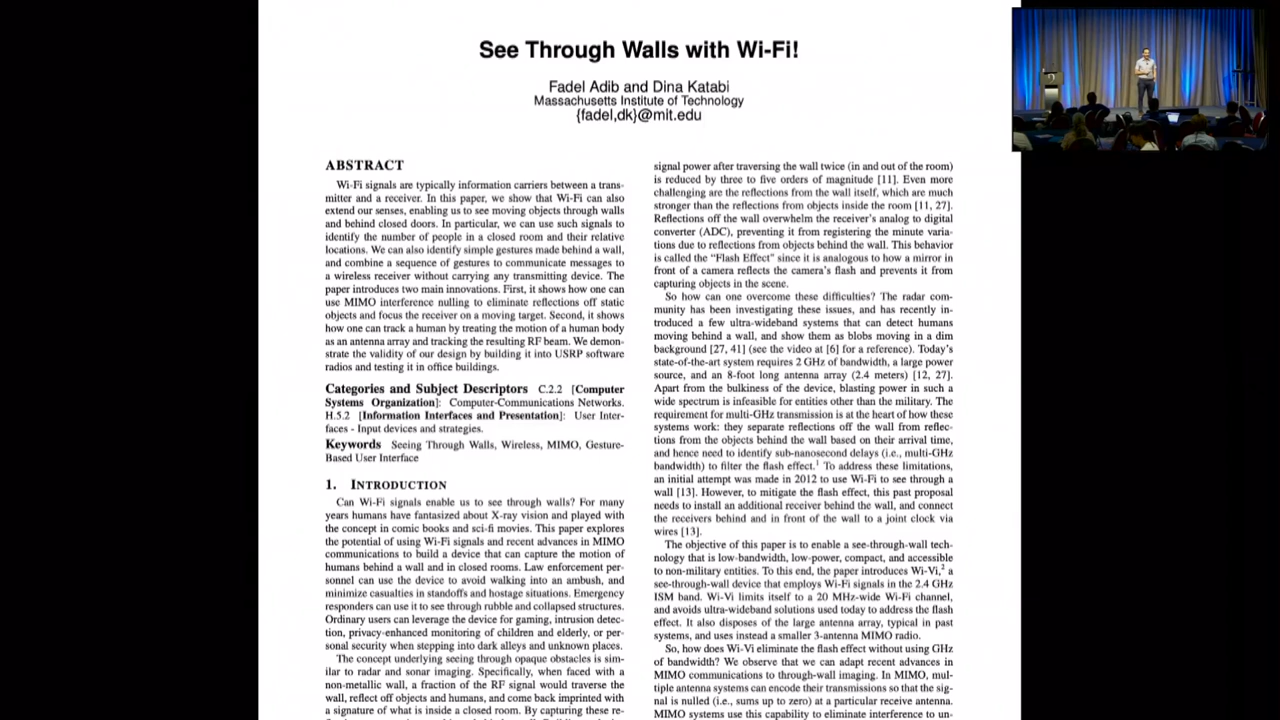 See Through Walls with Wi-Fi!
Fadel Adib and Dina Katabi
Massachusetts Institute of Technology
{fadel,dk}@mit.edu
ABSTRACT
Wi-Fi signals are typically information carriers between a trans-
mitter and a receiver. In this paper, we show that Wi-Fi can also
extend our senses, enabling us to see moving objects through walls
and behind closed doors. In particular, we can use such signals to
identify the number of people in a closed room and their relative
locations. We can also identify simple gestures made behind a wall,
and combine a sequence of gestures to communicate messages to
a wireless receiver without carrying any transmitting device. The
paper introduces two main innovations. First, it shows how one can
use MIMO interference nulling to eliminate reflections off static
objects and focus the receiver on a moving target. Second, it shows
how one can track a human by treating the motion of a human body
as an antenna array and tracking the resulting RF beam. We demon-
strate the validity of our design by building it into USRP software
radios and testing it in office buildings.
Categories and Subject Descriptors C.2.2 [Computer
Systems Organization]: Computer-Communications Networks.
H.5.2 [Information Interfaces and Presentation]: User Inter-
faces - Input devices and strategies.
Keywords Seeing Through Walls, Wireless, MIMO, Gesture-
Based User Interface
1. INTRODUCTION
Can Wi-Fi signals enable us to see through walls? For many
years humans have fantasized about X-ray vision and played with
the concept in comic books and sci-fi movies. This paper explores
the potential of using Wi-Fi signals and recent advances in MIMO
communications to build a device that can capture the motion of
humans behind a wall and in closed rooms. Law enforcement per-
sonnel can use the device to avoid walking into an ambush, and
minimize casualties in standoffs and hostage situations. Emergency
responders can use it to see through rubble and collapsed structures.
Ordinary users can leverage the device for gaming, intrusion detec-
tion, privacy-enhanced monitoring of children and elderly, or per-
sonal security when stepping into dark alleys and unknown places.
The concept underlying seeing through opaque obstacles is sim-
ilar to radar and sonar imaging. Specifically, when faced with a
non-metallic wall, a fraction of the RF signal would traverse the
wall, reflect off objects and humans, and come back imprinted with
a signature of what is inside a closed room. By capturing these re-
signal power after traversing the wall twice (in and out of the room)
is reduced by three to five orders of magnitude [11]. Even more
challenging are the reflections from the wall itself, which are much
stronger than the reflections from objects inside the room [11, 27].
Reflections off the wall overwhelm the receiver's analog to digital
converter (ADC), preventing it from registering the minute varia-
tions due to reflections from objects behind the wall. This behavior
is called the "Flash Effect" since it is analogous to how a mirror in
front of a camera reflects the camera's flash and prevents it from
capturing objects in the scene.
So how can one overcome these difficulties? The radar com-
munity has been investigating these issues, and has recently in-
troduced a few ultra-wideband systems that can detect humans
moving behind a wall, and show them as blobs moving in a dim
background [27, 41] (see the video at [6] for a reference). Today's
state-of-the-art system requires 2 GHz of bandwidth, a large power
source, and an 8-foot long antenna array (2.4 meters) [12, 27].
Apart from the bulkiness of the device, blasting power in such a
wide spectrum is infeasible for entities other than the military. The
requirement for multi-GHz transmission is at the heart of how these
systems work: they separate reflections off the wall from reflec-
tions from the objects behind the wall based on their arrival time,
and hence need to identify sub-nanosecond delays (i.e., multi-GHz
bandwidth) to filter the flash effect.1 To address these limitations,
an initial attempt was made in 2012 to use Wi-Fi to see through a
wall [13]. However, to mitigate the flash effect, this past proposal
needs to install an additional receiver behind the wall, and connect
the receivers behind and in front of the wall to a joint clock via
wires [13].
The objective of this paper is to enable a see-through-wall tech-
nology that is low-bandwidth, low-power, compact, and accessible
to non-military entities. To this end, the paper introduces Wi-Vi,2 a
see-through-wall device that employs Wi-Fi signals in the 2.4 GHz
ISM band. Wi-Vi limits itself to a 20 MHz-wide Wi-Fi channel,
and avoids ultra-wideband solutions used today to address the flash
effect. It also disposes of the large antenna array, typical in past
systems, and uses instead a smaller 3-antenna MIMO radio.
So, how does Wi-Vi eliminate the flash effect without using GHz
of bandwidth? We observe that we can adapt recent advances in
MIMO communications to through-wall imaging. In MIMO, mul-
tiple antenna systems can encode their transmissions so that the sig-
nal is nulled (i.e., sums up to zero) at a particular receive antenna.
MIMO systems use this capability to eliminate interference to un-